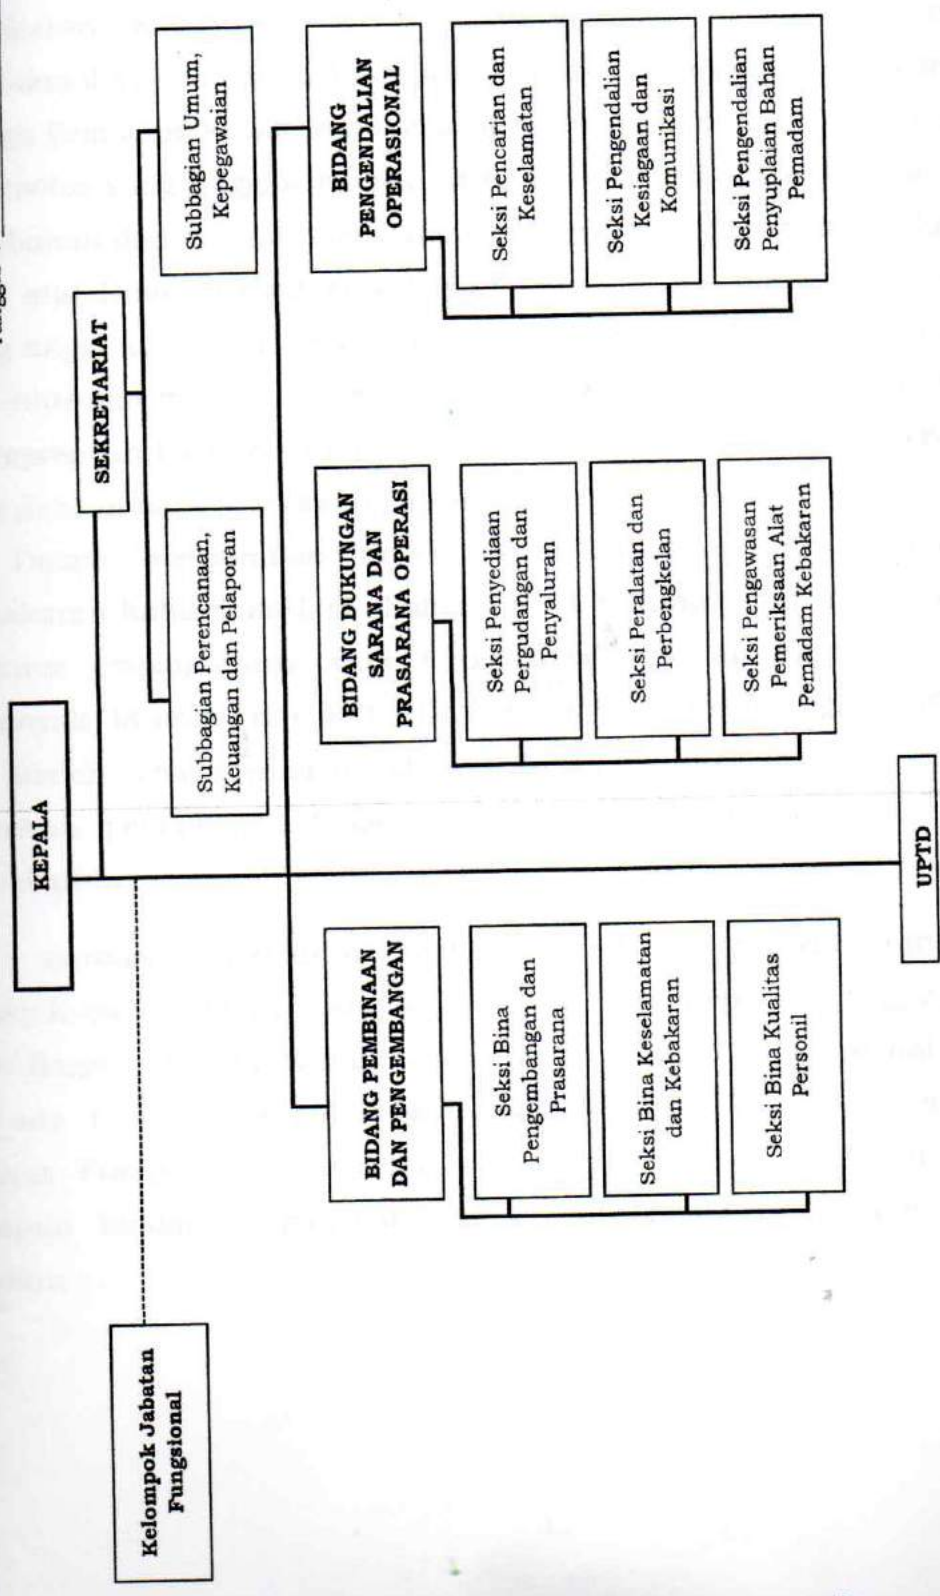 KEPALA
SEKRETARIAT
Kelompok Jabatan
Fungsional
Subbagian Perencanaan,
Keuangan dan Pelaporan
Subbagian Umum,
Kepegawaian
BIDANG PEMBINAAN
DAN PENGEMBANGAN
Seksi Bina
Pengembangan dan
Prasarana
Seksi Bina Keselamatan
dan Kebakaran
Seksi Bina Kualitas
Personil
BIDANG DUKUNGAN
SARANA DAN
PRASARANA OPERASI
Seksi Penyediaan
Pergudangan dan
Penyaluran
Seksi Peralatan dan
Perbengkelan
Seksi Pengawasan
Pemeriksaan Alat
Pemadam Kebakaran
BIDANG
PENGENDALIAN
OPERASIONAL
Seksi Pencarian dan
Keselamatan
Seksi Pengendalian
Kesiagaan dan
Komunikasi
Seksi Pengendalian
Penyuplaian Bahan
Pemadam
UPTD